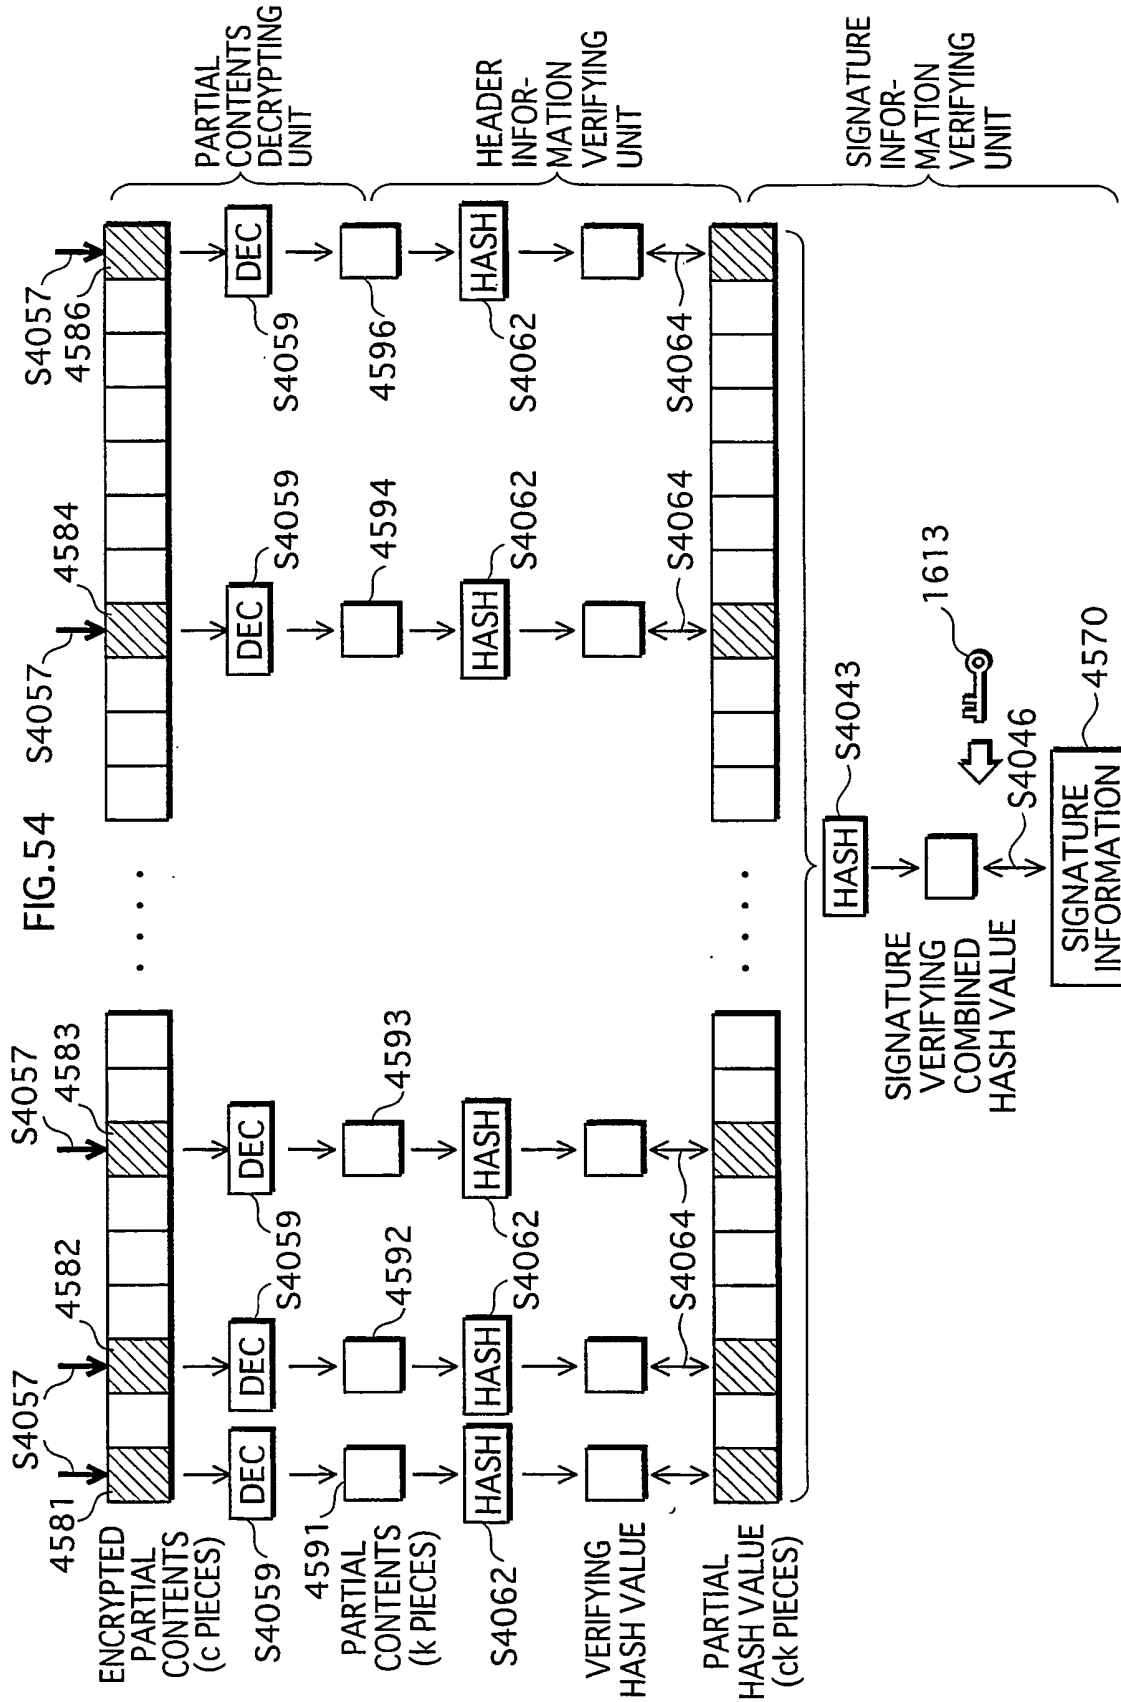 FIG.54
S4057
4581
4582
S4057
4583
S4057
4584
S4057
4586
ENCRYPTED
PARTIAL
CONTENTS
(c PIECES)
PARTIAL
CONTENTS
DECRYPTING
UNIT
DEC
DEC
DEC
DEC
DEC
S4059
S4059
S4059
S4059
S4059
4591
4592
4593
4594
4596
PARTIAL
CONTENTS
(k PIECES)
HEADER
INFOR-
MATION
VERIFYING
UNIT
HASH
HASH
HASH
HASH
HASH
S4062
S4062
S4062
S4062
VERIFYING
HASH VALUE
S4064
S4064
S4064
PARTIAL
HASH VALUE
(ck PIECES)
SIGNATURE
INFOR-
MATION
VERIFYING
UNIT
HASH
S4043
SIGNATURE
VERIFYING
COMBINED
HASH VALUE
1613
S4046
SIGNATURE
INFORMATION
4570